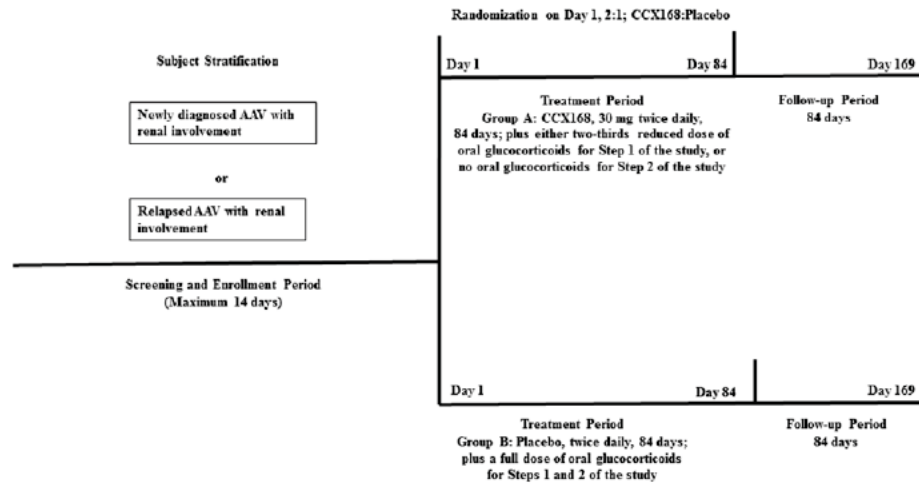 Randomization on Day 1, 2:1; CCX168:Placebo
Subject Stratification
Newly diagnosed AAV with
renal involvement
or
Relapsed AAV with renal
involvement
Screening and Enrollment Period
(Maximum 14 days)
Day 1
Day 84
Day 169
Treatment Period
Group A: CCX168, 30 mg twice daily,
84 days; plus either two-thirds reduced dose of
oral glucocorticoids for Step 1 of the study, or
no oral glucocorticoids for Step 2 of the study
Follow-up Period
84 days
Day 1
Day 84
Day 169
Treatment Period
Group B: Placebo, twice daily, 84 days;
plus a full dose of oral glucocorticoids
for Steps 1 and 2 of the study
Follow-up Period
84 days